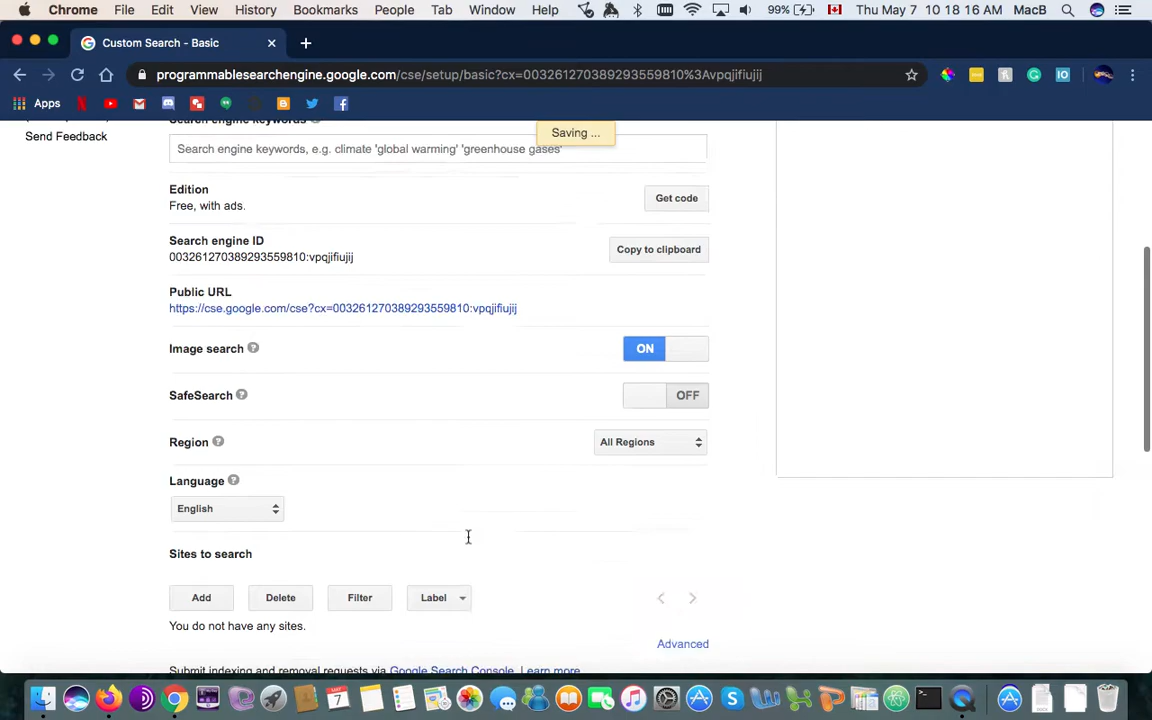 Chrome File Edit View History Bookmarks People Tab Window Help 99% Thu May 7 10 18 16 AM MacB
Custom Search - Basic
programmablesearchengine.google.com/cse/setup/basic?cx=003261270389293559810%3Avpqjifiujij
Apps
Send Feedback
Search engine keywords
Saving ...
Search engine keywords, e.g. climate 'global warming' 'greenhouse gases'
Edition
Free, with ads.
Get code
Search engine ID
003261270389293559810:vpqjifiujij
Copy to clipboard
Public URL
https://cse.google.com/cse?cx=003261270389293559810:vpqjifiujij
Image search ? ON
SafeSearch ? OFF
Region ? All Regions
Language ?
English
Sites to search
Add Delete Filter Label
You do not have any sites.
Advanced
Submit indexing and removal requests via Google Search Console. | Learn more